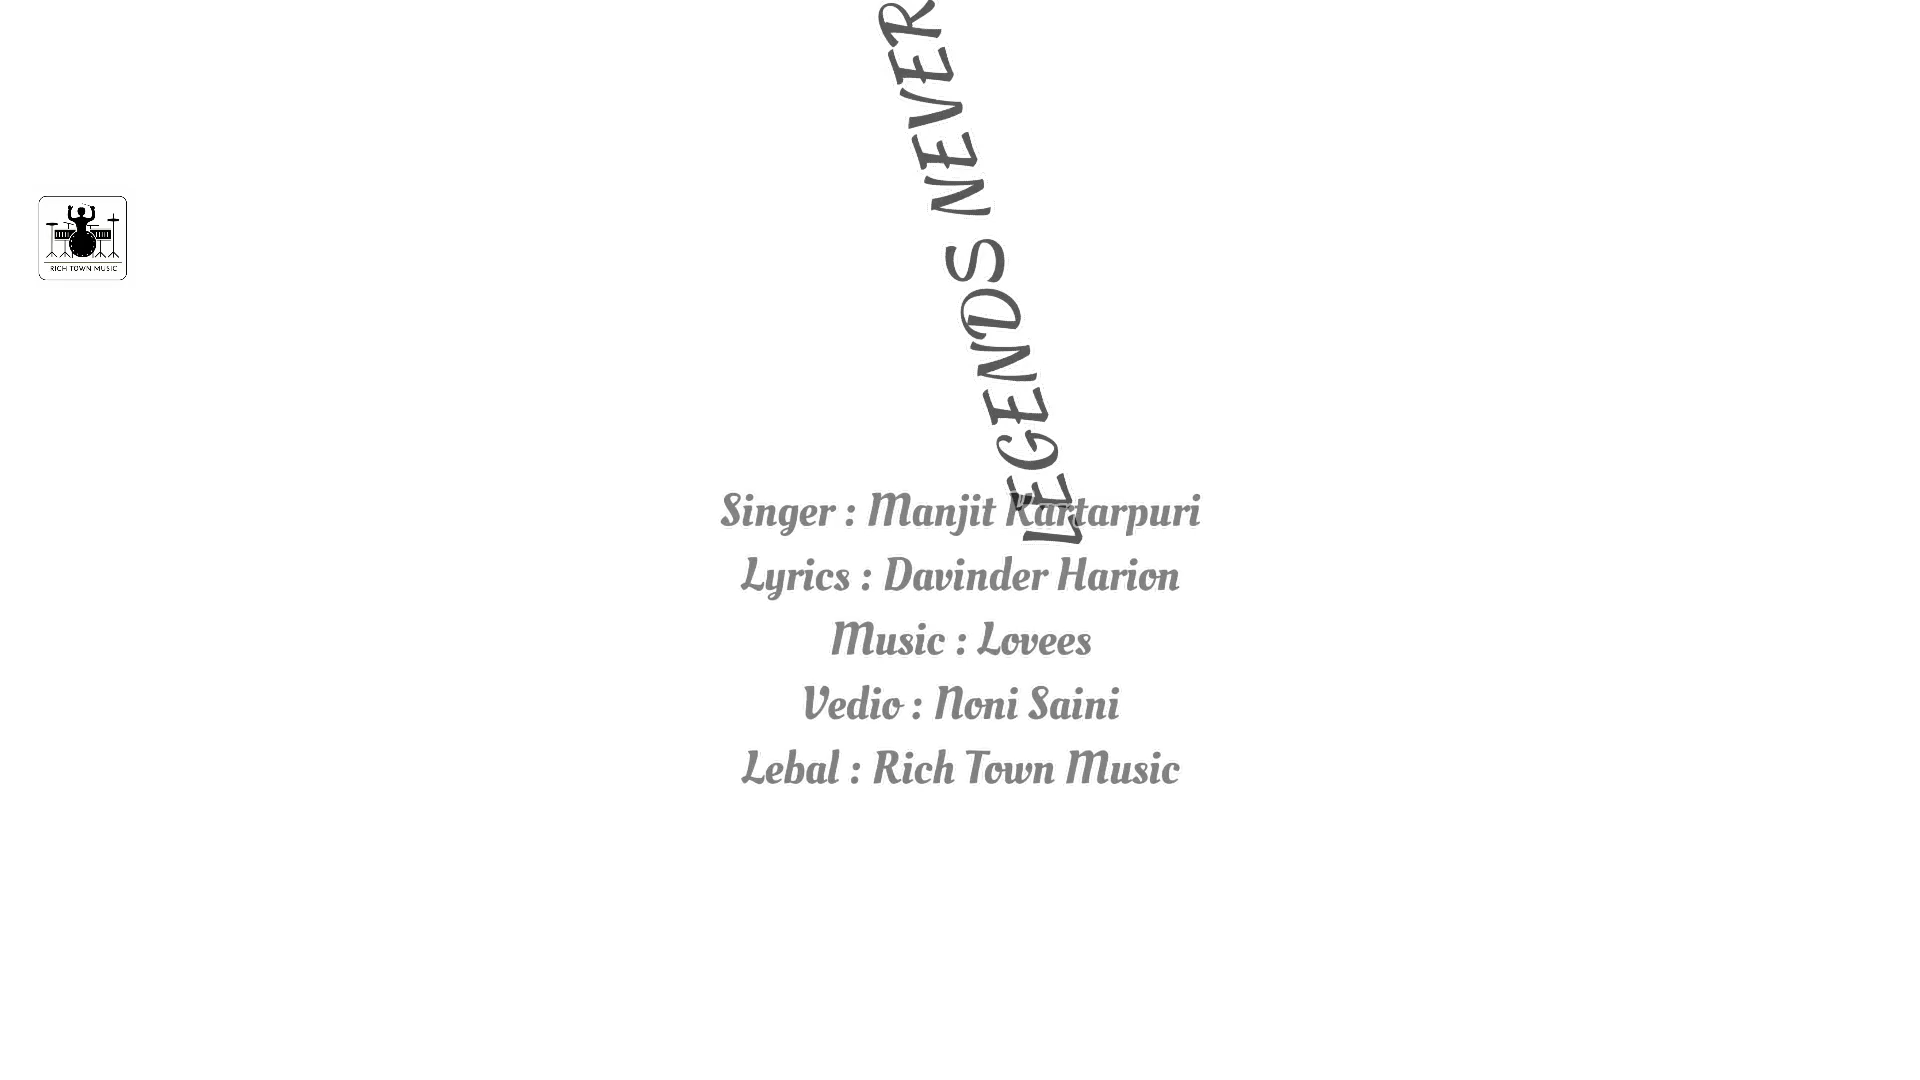 LEGENDS NEVER
RICH TOWN MUSIC
Singer : Manjit Kartarpuri
Lyrics : Davinder Harion
Music : Lovees
Vedio : Noni Saini
Lebal : Rich Town Music